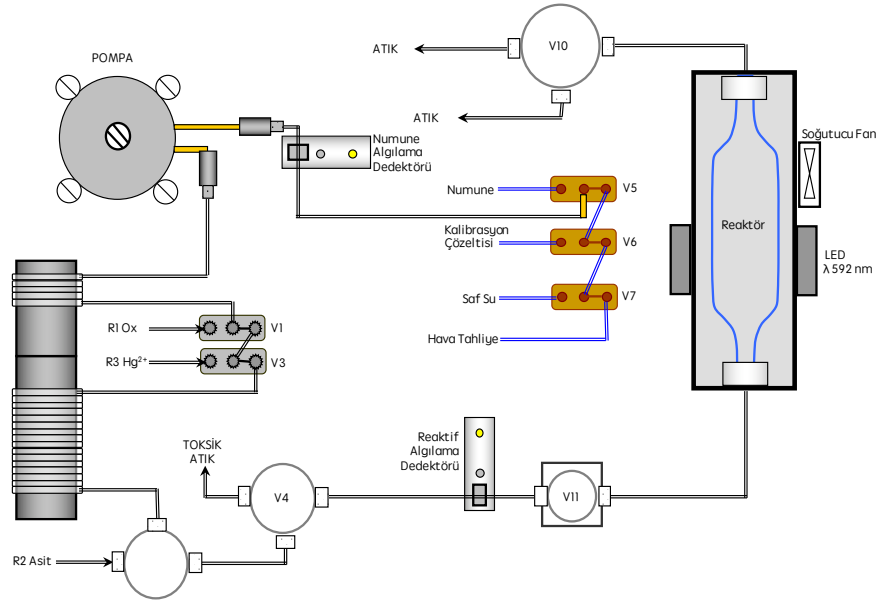 POMPA
ATIK
V10
ATIK
Numune
Algılama
Dedektörü
Soğutucu Fan
Numune
V5
Kalibrasyon
Çözeltisi
V6
Reaktör
LED
λ 592 nm
Saf Su
V7
R1 Ox
V1
Hava Tahliye
R3 Hg²⁺
V3
TOKSİK
ATIK
Reaktif
Algılama
Dedektörü
V4
V11
R2 Asit